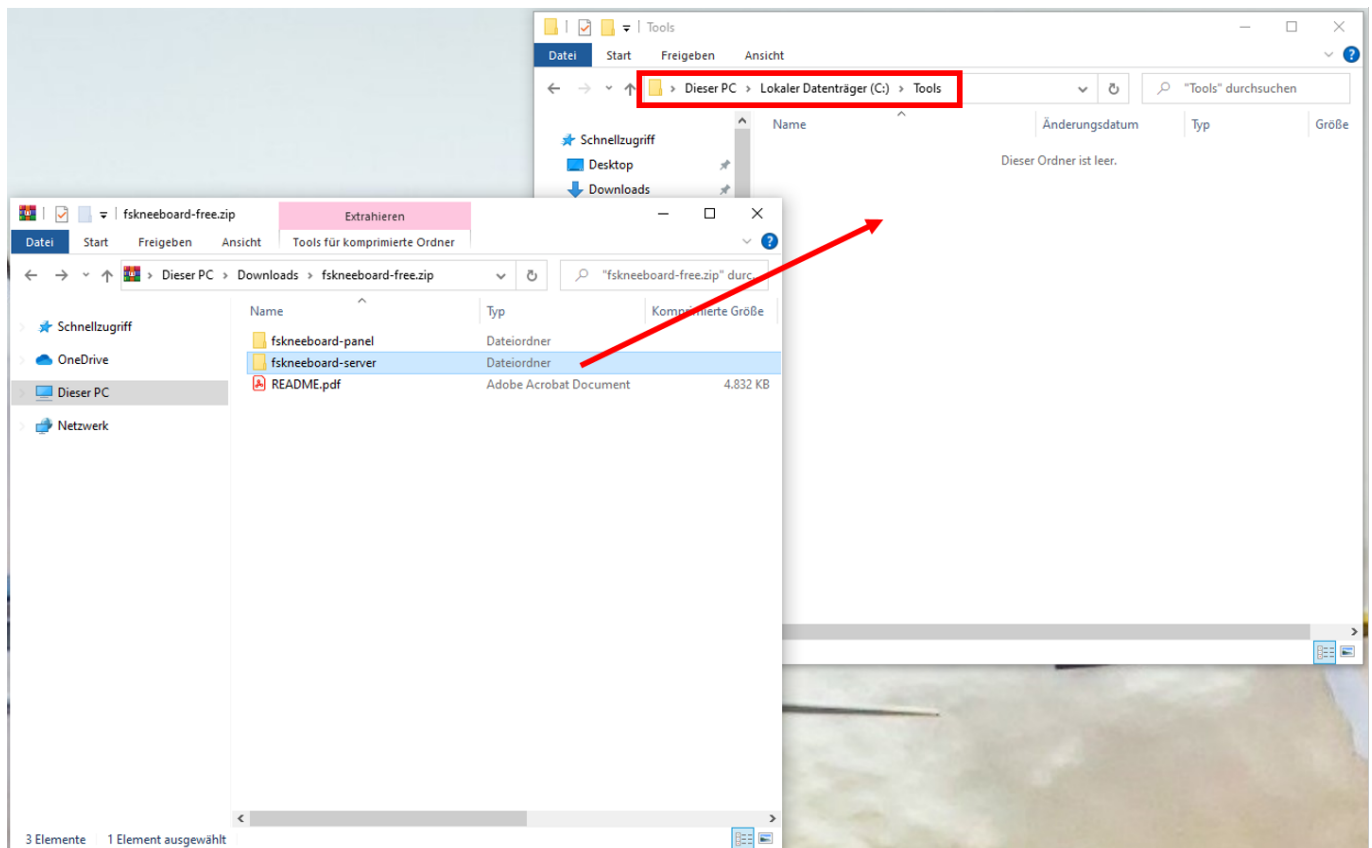 Tools
Datei Start Freigeben Ansicht
Dieser PC > Lokaler Datenträger (C:) > Tools
"Tools" durchsuchen
Name Änderungsdatum Typ Größe
Schnellzugriff
Dieser Ordner ist leer.
Desktop
Downloads
fskneeboard-free.zip Extrahieren
Datei Start Freigeben Ansicht Tools für komprimierte Ordner
Dieser PC > Downloads > fskneeboard-free.zip
"fskneeboard-free.zip" durc...
Name Typ Komprimierte Größe
Schnellzugriff
OneDrive
Dieser PC
Netzwerk
fskneeboard-panel Dateiordner
fskneeboard-server Dateiordner
README.pdf Adobe Acrobat Document 4.832 KB
3 Elemente 1 Element ausgewählt